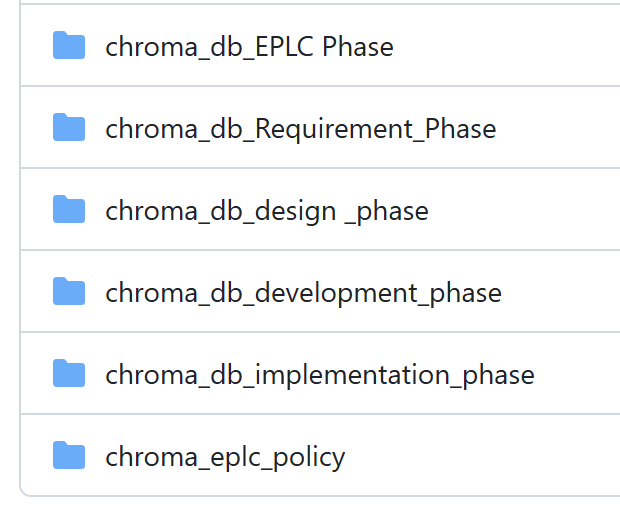 chroma_db_EPLC Phase
chroma_db_Requirement_Phase
chroma_db_design _phase
chroma_db_development_phase
chroma_db_implementation_phase
chroma_eplc_policy